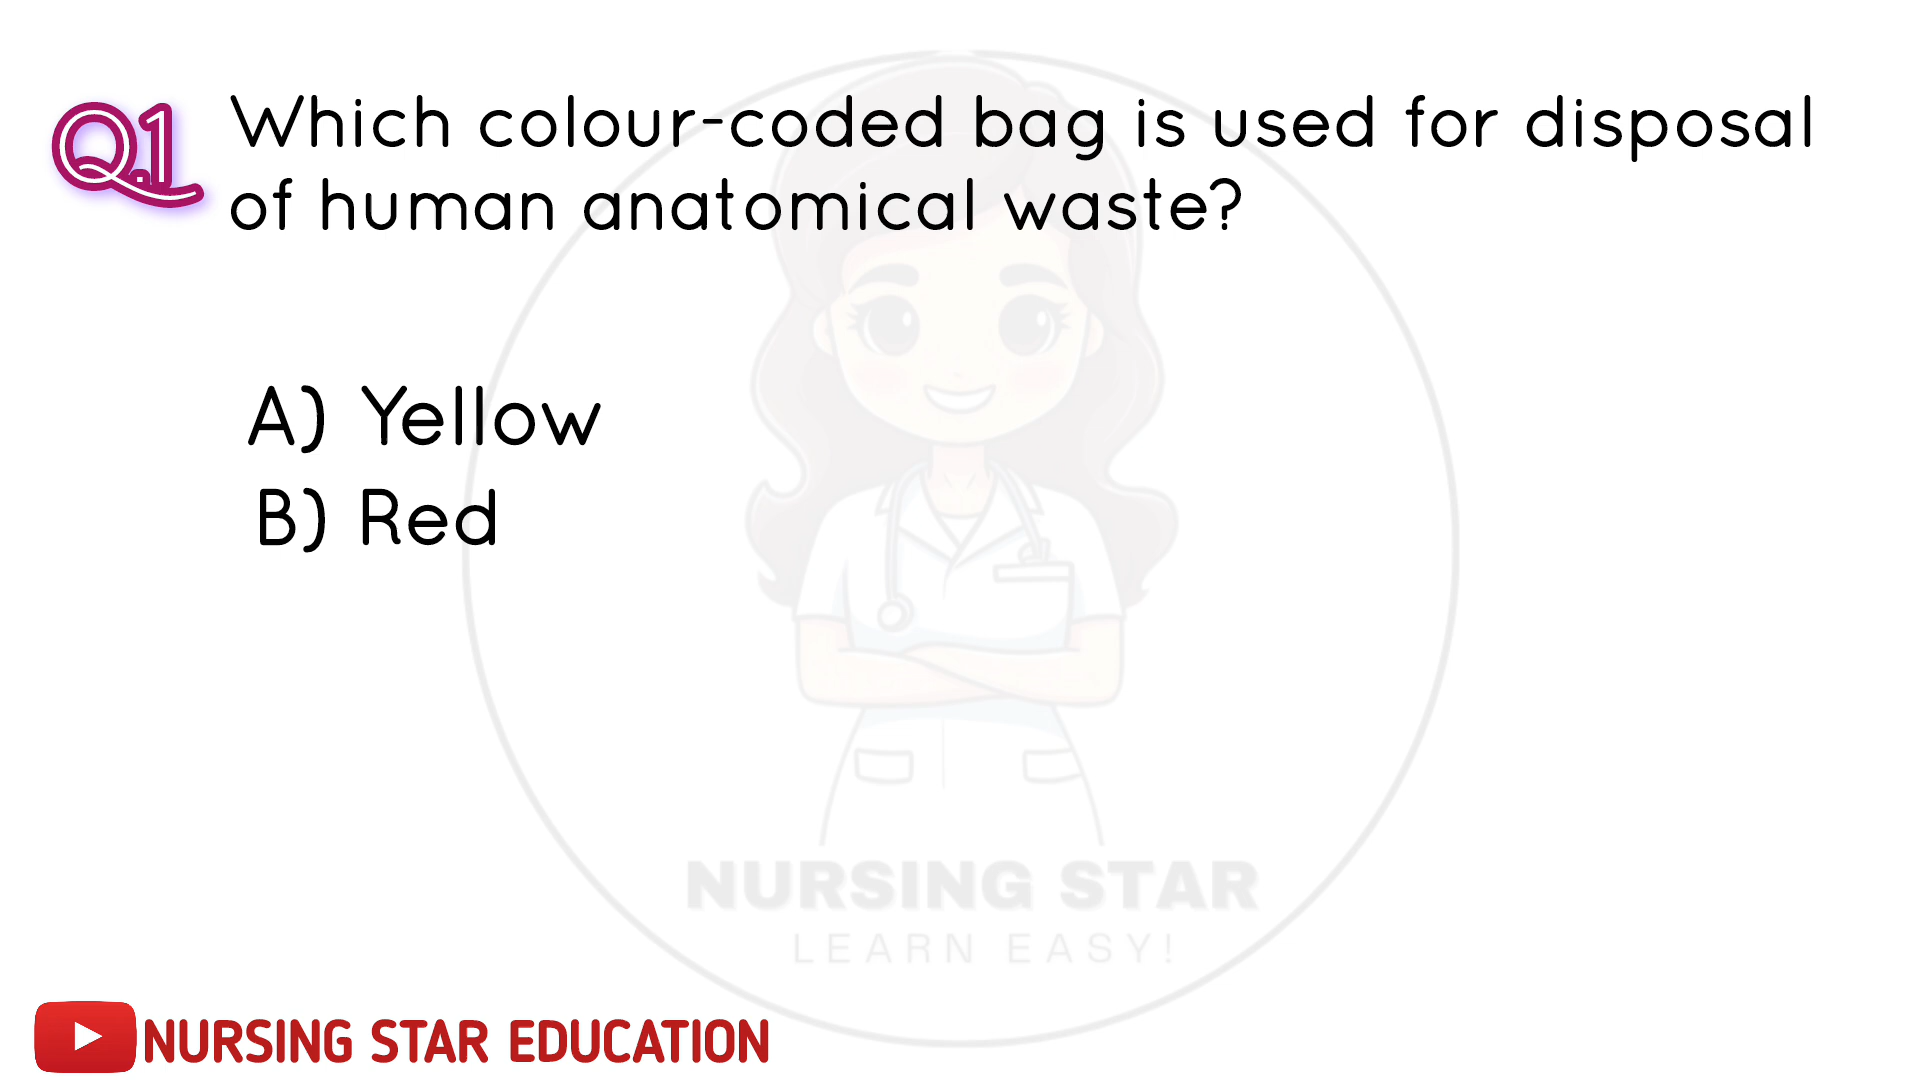 Q.1 Which colour-coded bag is used for disposal
of human anatomical waste?
A) Yellow
B) Red
NURSING STAR
LEARN EASY!
NURSING STAR EDUCATION